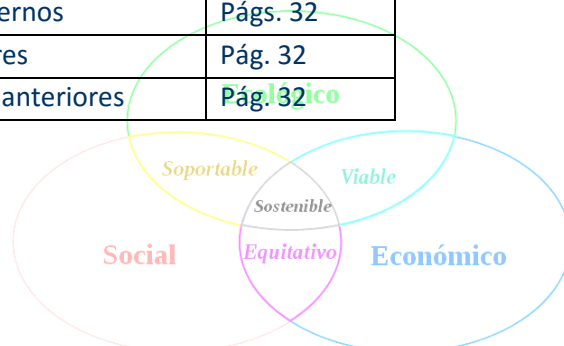 ernos Págs. 32
res Pág. 32
anteriores Pág. 32
Ecológico
Soportable
Viable
Sostenible
Social
Equitativo
Económico